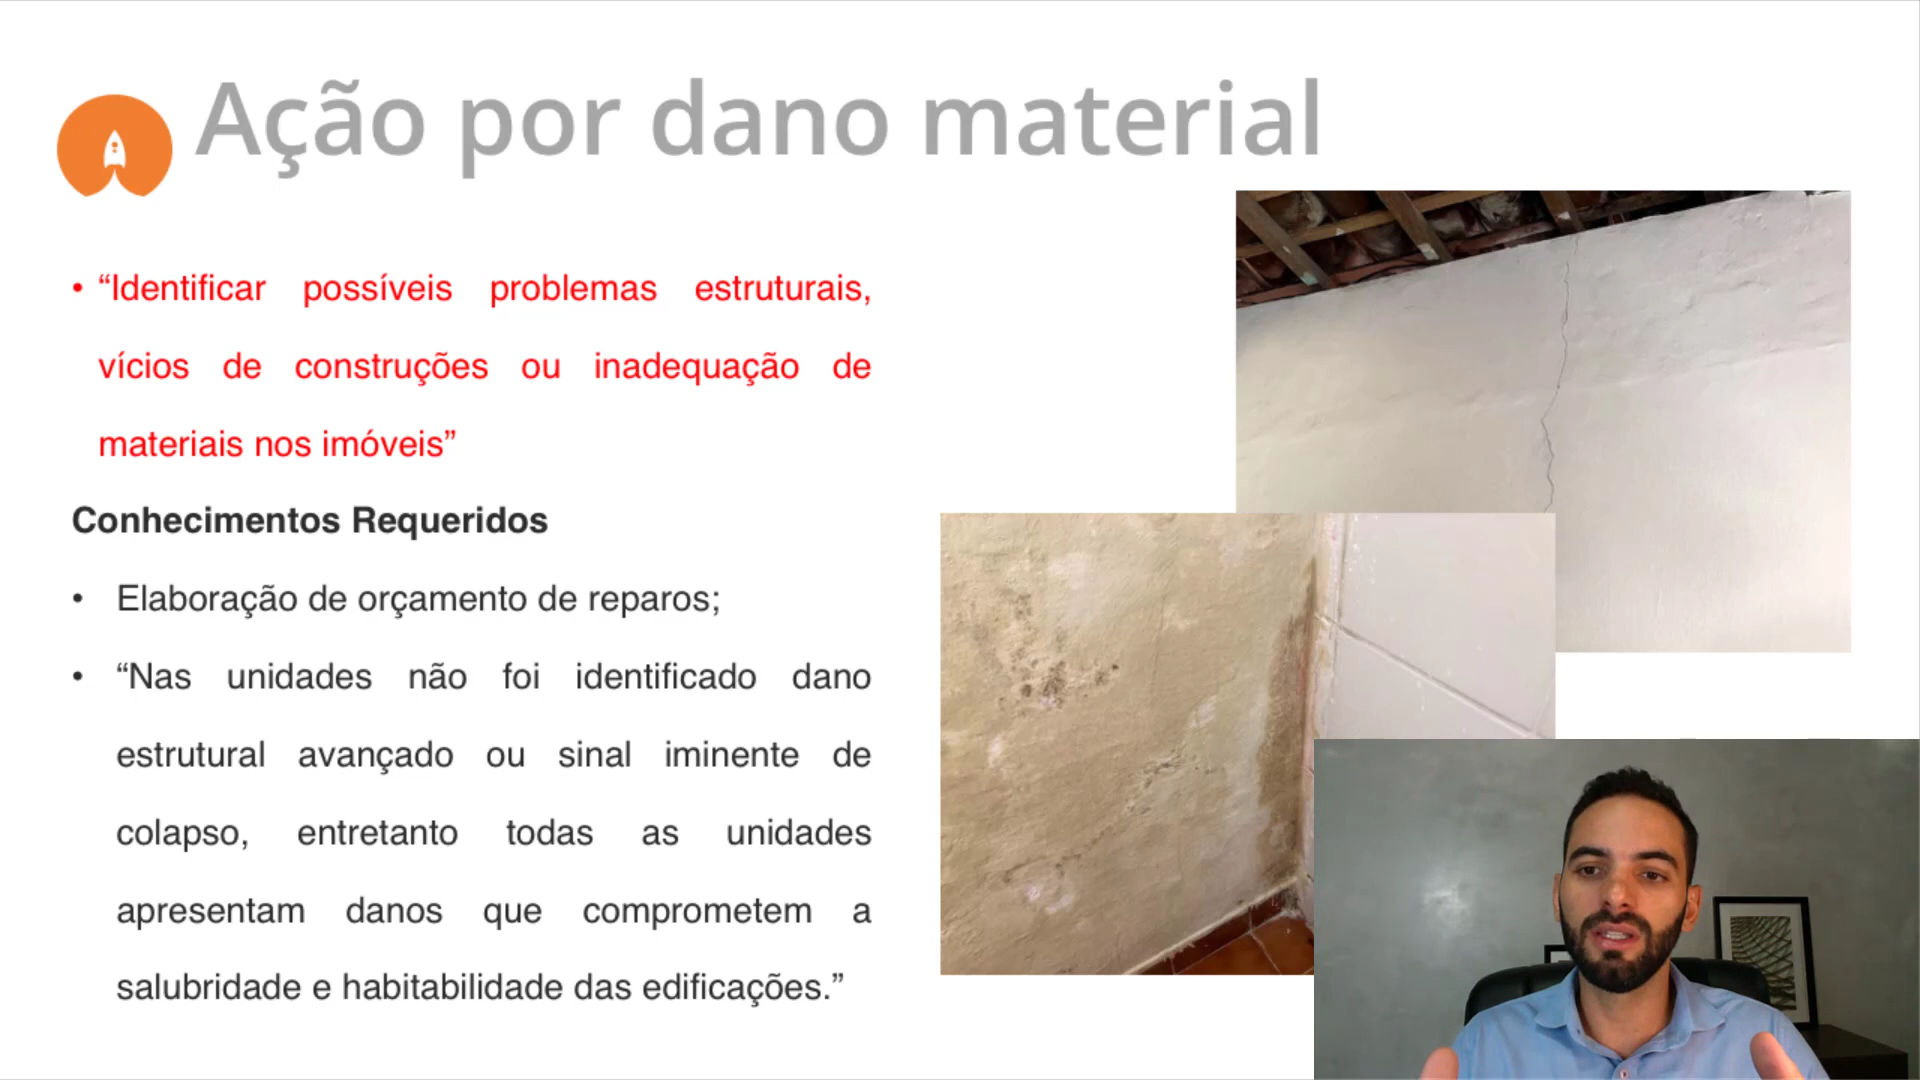 Ação por dano material
• “Identificar possíveis problemas estruturais,
vícios de construções ou inadequação de
materiais nos imóveis”
Conhecimentos Requeridos
• Elaboração de orçamento de reparos;
• “Nas unidades não foi identificado dano
estrutural avançado ou sinal iminente de
colapso, entretanto todas as unidades
apresentam danos que comprometem a
salubridade e habitabilidade das edificações.”